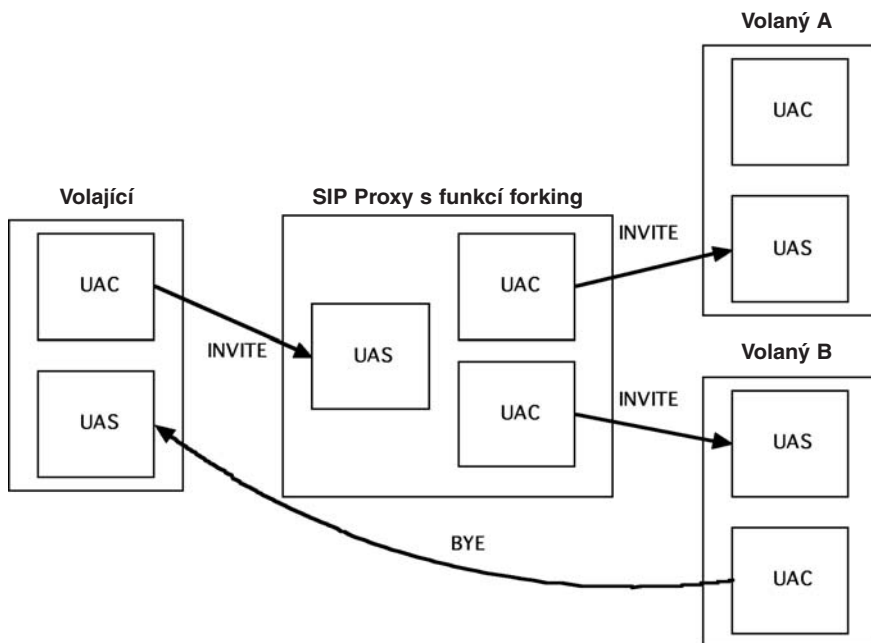 Volaný A
UAC
UAS
Volající
UAC
UAS
INVITE
SIP Proxy s funkcí forking
UAS
UAC
UAC
INVITE
INVITE
Volaný B
UAS
UAC
BYE